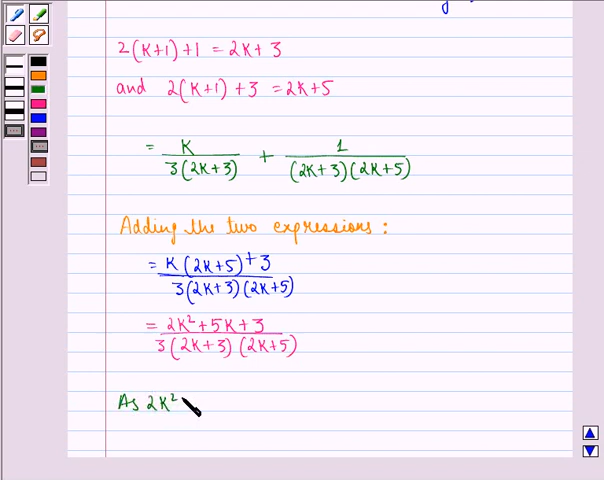 2(K+1)+1 = 2K+3
and 2(K+1)+3 = 2K+5
= K/3(2K+3) + 1/(2K+3)(2K+5)
Adding the two expressions:
= K(2K+5)+3/3(2K+3)(2K+5)
= 2K²+5K+3/3(2K+3)(2K+5)
As 2K²